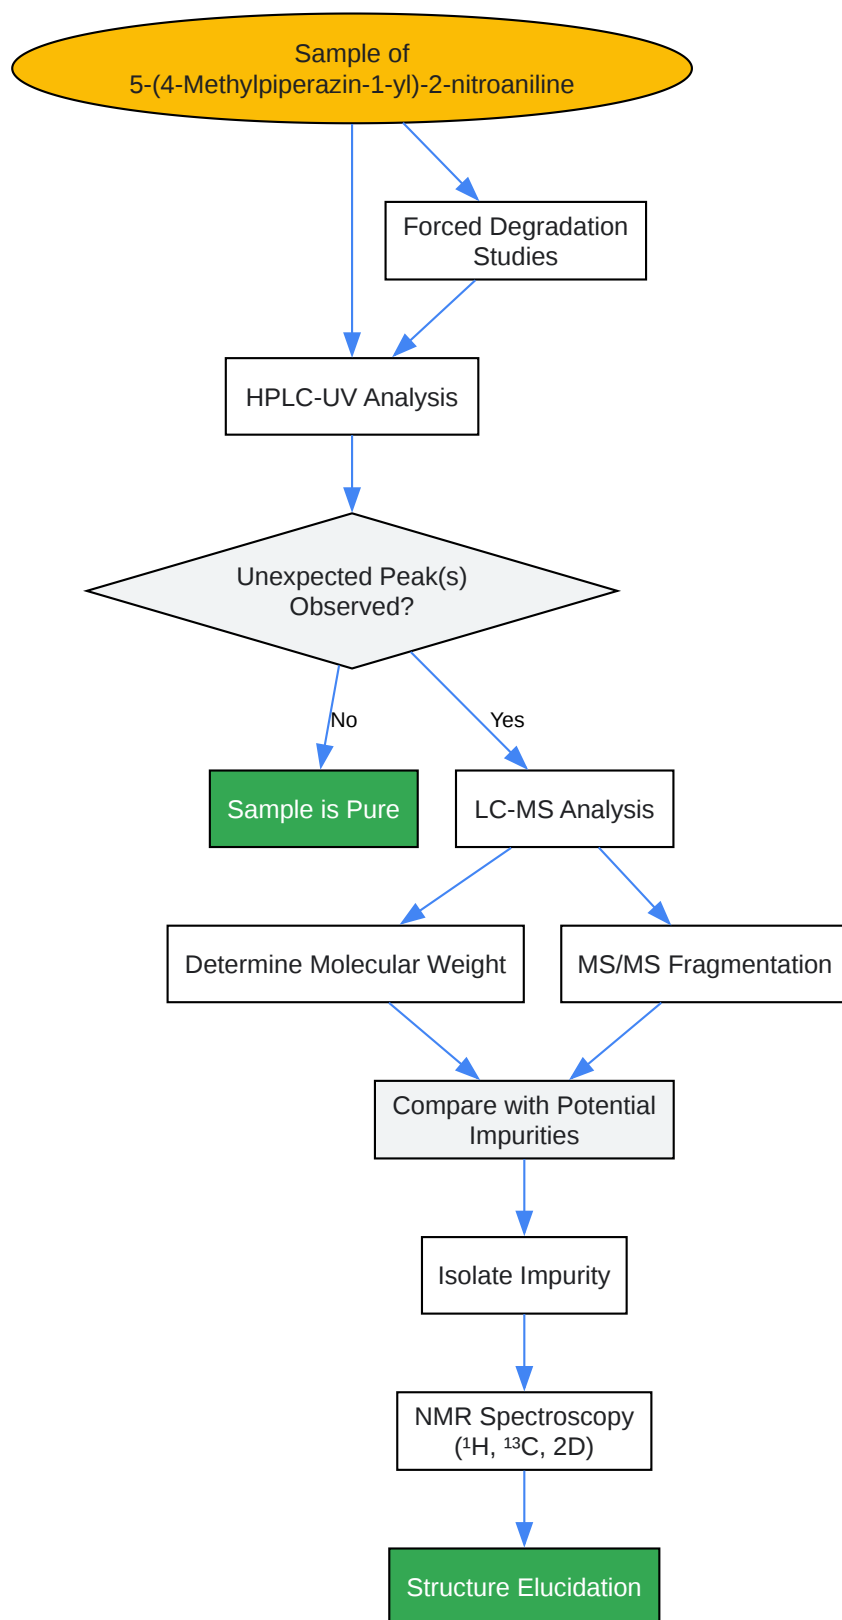 Sample of
5-(4-Methylpiperazin-1-yl)-2-nitroaniline
Forced Degradation
Studies
HPLC-UV Analysis
Unexpected Peak(s)
Observed?
No
Yes
Sample is Pure
LC-MS Analysis
Determine Molecular Weight
MS/MS Fragmentation
Compare with Potential
Impurities
Isolate Impurity
NMR Spectroscopy
(¹H, ¹³C, 2D)
Structure Elucidation